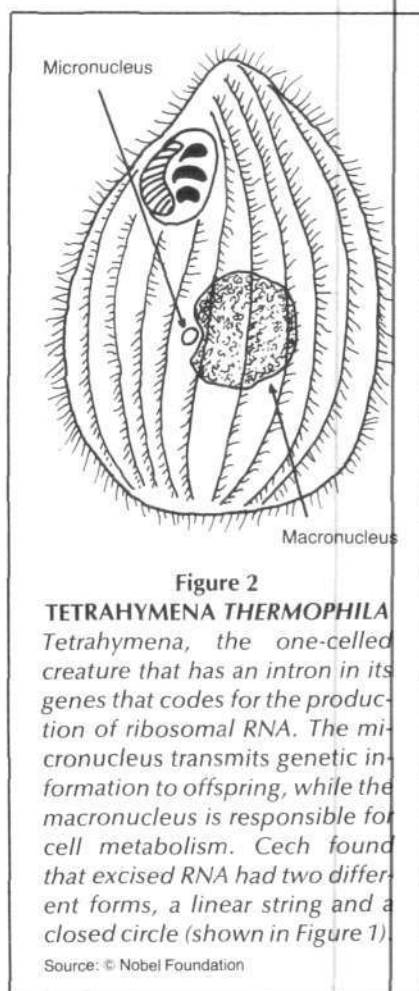 Micronucleus
Macronucleus
Figure 2
TETRAHYMENA THERMOPHILA
Tetrahymena, the one-celled
creature that has an intron in its
genes that codes for the produc-
tion of ribosomal RNA. The mi-
cronucleus transmits genetic in-
formation to offspring, while the
macronucleus is responsible for
cell metabolism. Cech found
that excised RNA had two differ-
ent forms, a linear string and a
closed circle (shown in Figure 1).
Source: © Nobel Foundation